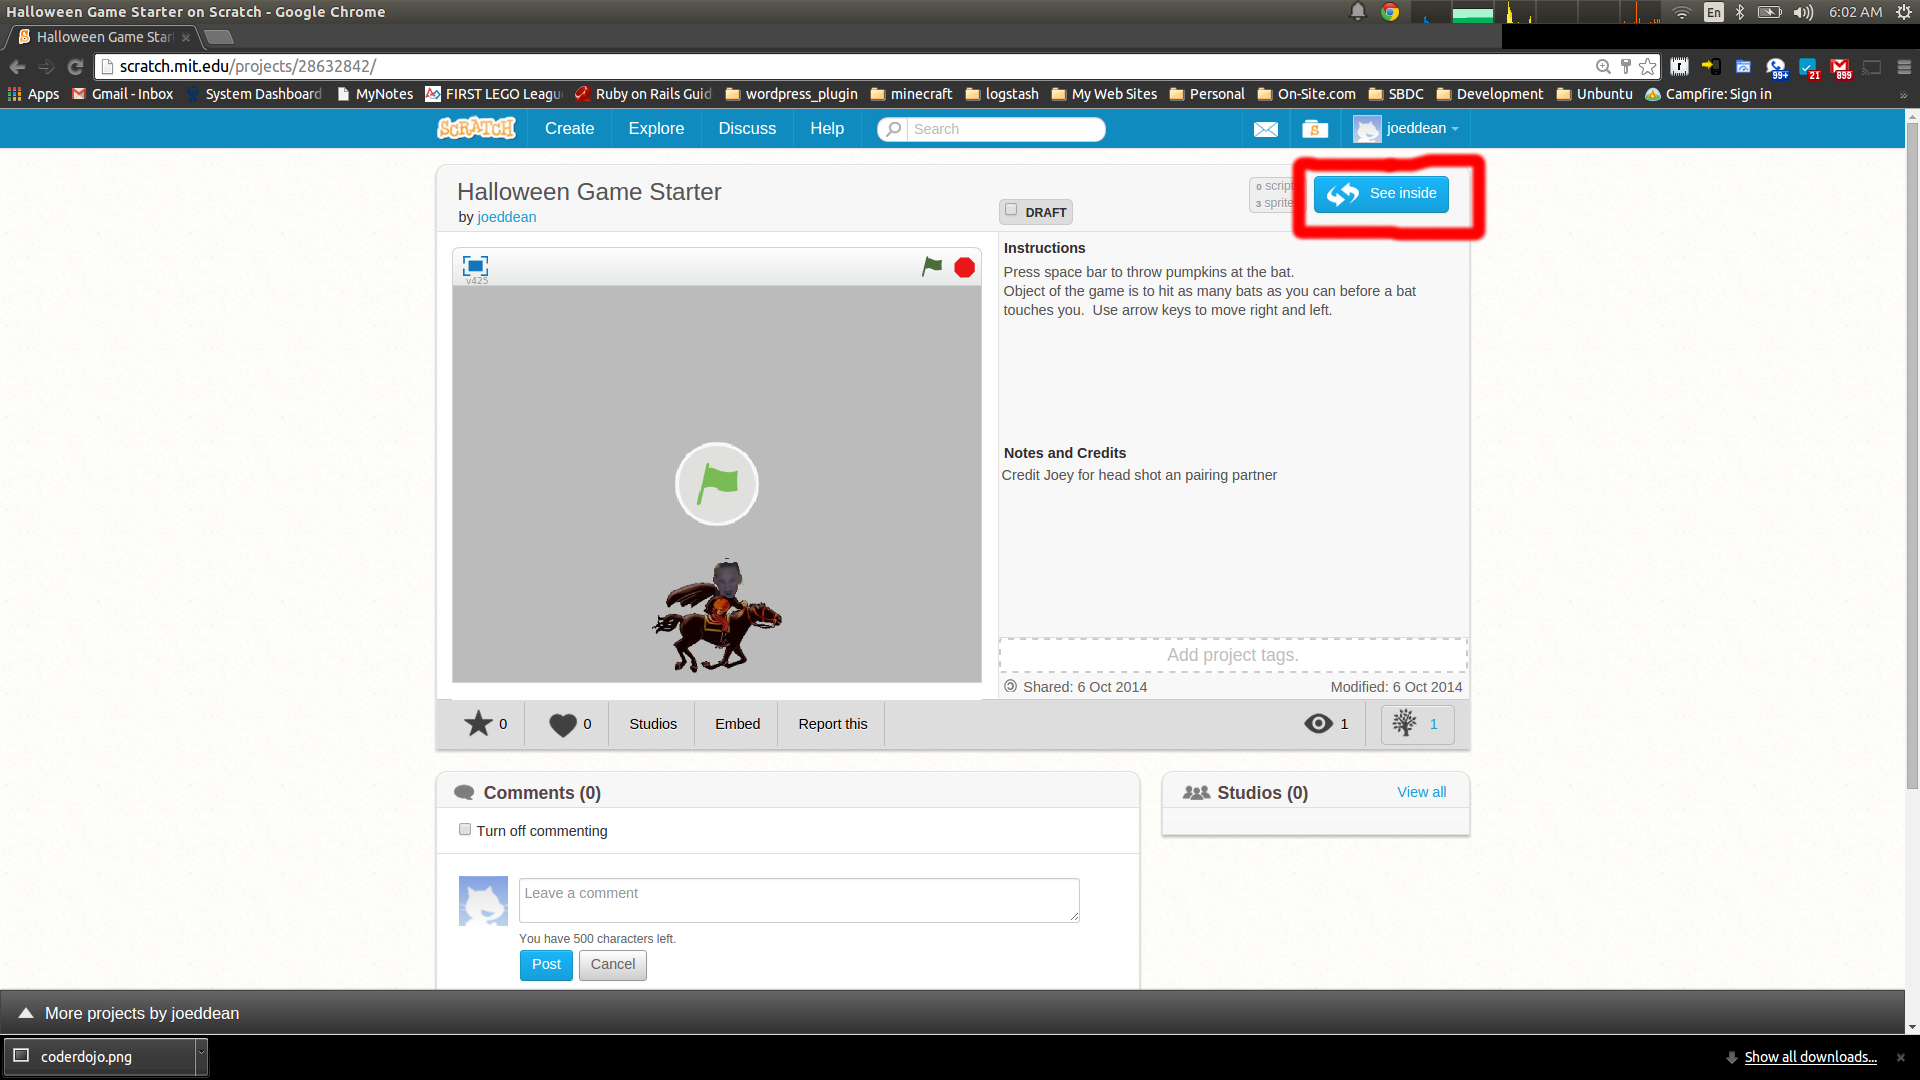 Halloween Game Starter on Scratch - Google Chrome
En
6:02 AM
Halloween Game Star
scratch.mit.edu/projects/28632842/
99+
21
899
Apps
Gmail - Inbox
System Dashboard
MyNotes
FIRST LEGO Leagu
Ruby on Rails Guid
wordpress_plugin
minecraft
logstash
My Web Sites
Personal
On-Site.com
SBDC
Development
Unbuntu
Campfire: Sign in
»
SCRATCH
Create
Explore
Discuss
Help
Search
joeddean
Halloween Game Starter
by joeddean
DRAFT
0 script
3 sprite
See inside
v425
Instructions
Press space bar to throw pumpkins at the bat.
Object of the game is to hit as many bats as you can before a bat
touches you.  Use arrow keys to move right and left.
Notes and Credits
Credit Joey for head shot an pairing partner
Add project tags.
Shared: 6 Oct 2014
Modified: 6 Oct 2014
0
0
Studios
Embed
Report this
1
1
Comments (0)
Turn off commenting
Leave a comment
You have 500 characters left.
Post
Cancel
Studios (0)
View all
More projects by joeddean
coderdojo.png
Show all downloads...